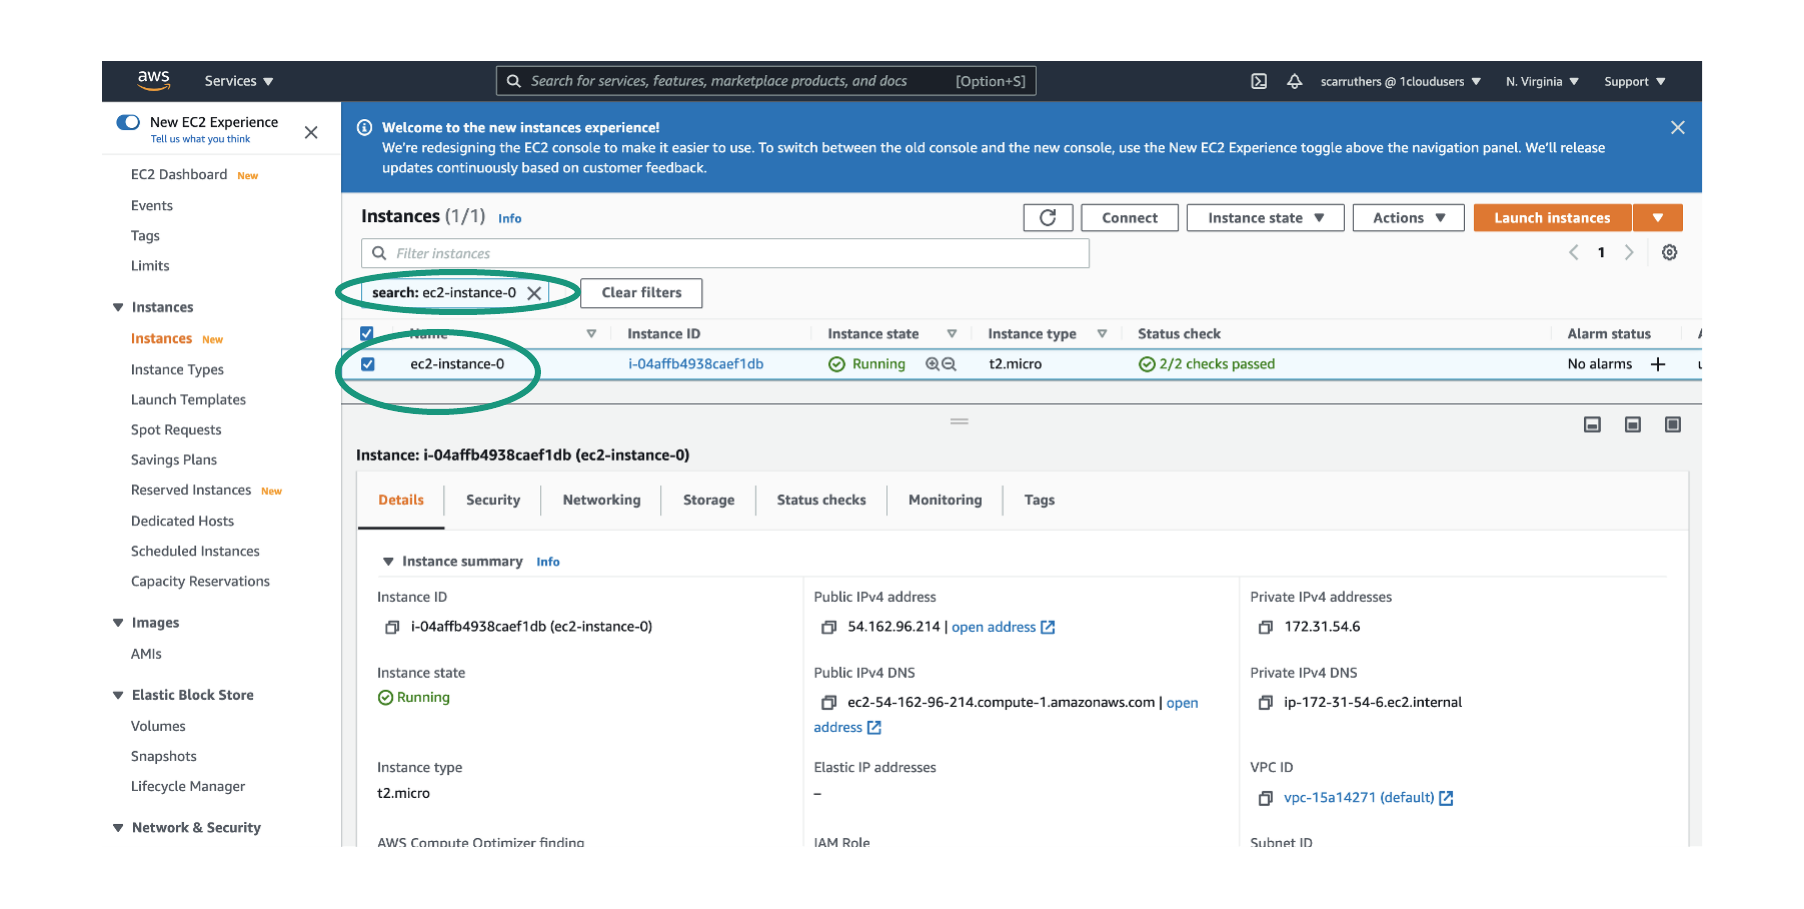 aws
Services
Search for services, features, marketplace products, and docs [Option+S]
scarruthers @ 1cloudusers
N. Virginia
Support
New EC2 Experience
Tell us what you think
EC2 Dashboard New
Events
Tags
Limits
Instances
Instances New
Instance Types
Launch Templates
Spot Requests
Savings Plans
Reserved Instances New
Dedicated Hosts
Scheduled Instances
Capacity Reservations
Images
AMIs
Elastic Block Store
Volumes
Snapshots
Lifecycle Manager
Network & Security
Welcome to the new instances experience!
We're redesigning the EC2 console to make it easier to use. To switch between the old console and the new console, use the New EC2 Experience toggle above the navigation panel. We'll release
updates continuously based on customer feedback.
Instances (1/1) Info
Connect
Instance state
Actions
Launch instances
Filter instances
1
search: ec2-instance-0
Clear filters
Name Instance ID Instance state Instance type Status check Alarm status
ec2-instance-0 i-04affb4938caef1db Running t2.micro 2/2 checks passed No alarms +
Instance: i-04affb4938caef1db (ec2-instance-0)
Details Security Networking Storage Status checks Monitoring Tags
Instance summary Info
Instance ID
i-04affb4938caef1db (ec2-instance-0)
Public IPv4 address
54.162.96.214 | open address
Private IPv4 addresses
172.31.54.6
Instance state
Running
Public IPv4 DNS
ec2-54-162-96-214.compute-1.amazonaws.com | open
address
Private IPv4 DNS
ip-172-31-54-6.ec2.internal
Instance type
t2.micro
Elastic IP addresses
–
VPC ID
vpc-15a14271 (default)
AWS Compute Optimizer finding
IAM Role
Subnet ID